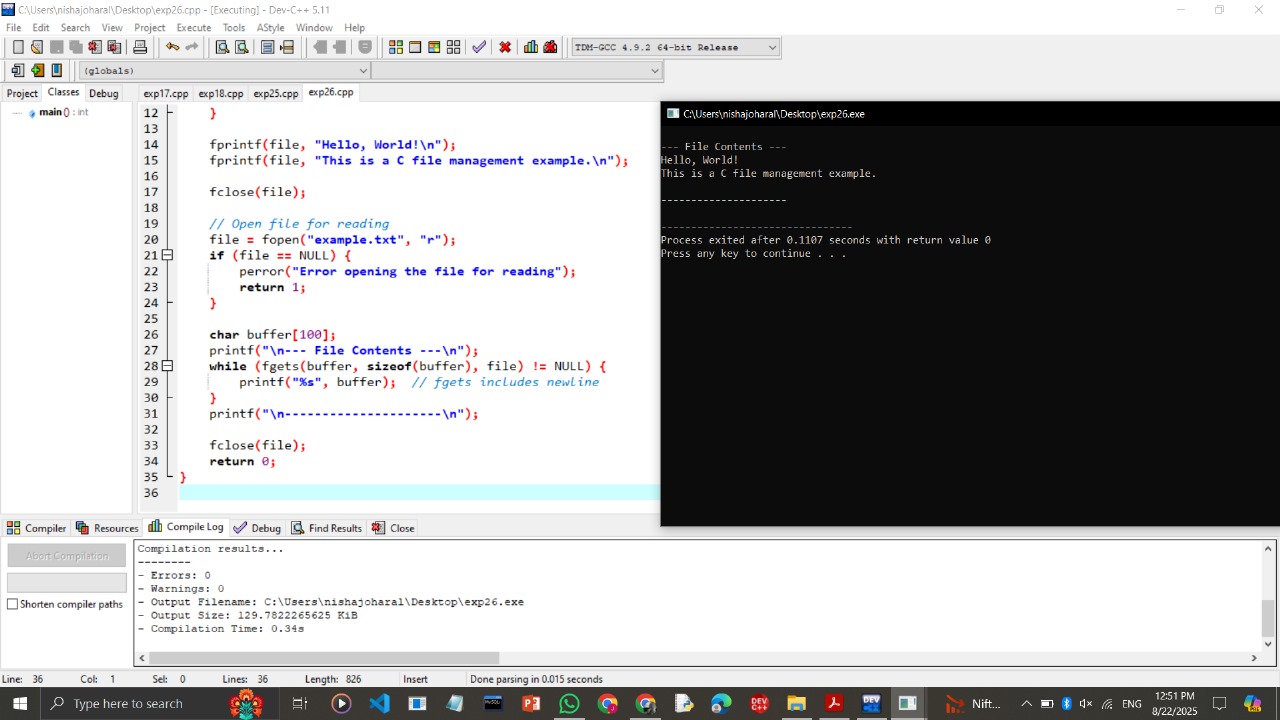 C:\Users\nishajoharal\Desktop\exp26.cpp - [Executing] - Dev-C++ 5.11
File Edit Search View Project Execute Tools AStyle Window Help
TDM-GCC 4.9.2 64-bit Release
(globals)
Project Classes Debug
exp17.cpp exp18.cpp exp25.cpp exp26.cpp
main() : int
12 }
13
14 fprintf(file, "Hello, World!\n");
15 fprintf(file, "This is a C file management example.\n");
16
17 fclose(file);
18
19 // Open file for reading
20 file = fopen("example.txt", "r");
21 if (file == NULL) {
22 perror("Error opening the file for reading");
23 return 1;
24 }
25
26 char buffer[100];
27 printf("\n--- File Contents ---\n");
28 while (fgets(buffer, sizeof(buffer), file) != NULL) {
29 printf("%s", buffer); // fgets includes newline
30 }
31 printf("\n---------------------\n");
32
33 fclose(file);
34 return 0;
35 }
36
C:\Users\nishajoharal\Desktop\exp26.exe
--- File Contents ---
Hello, World!
This is a C file management example.
---------------------
--------------------------------
Process exited after 0.1107 seconds with return value 0
Press any key to continue . . .
Compiler Resources Compile Log Debug Find Results Close
Abort Compilation
Shorten compiler paths
Compilation results...
--------
- Errors: 0
- Warnings: 0
- Output Filename: C:\Users\nishajoharal\Desktop\exp26.exe
- Output Size: 129.7822265625 KiB
- Compilation Time: 0.34s
Line: 36 Col: 1 Sel: 0 Lines: 36 Length: 826 Insert Done parsing in 0.015 seconds
Type here to search
Nift...
ENG
12:51 PM
8/22/2025